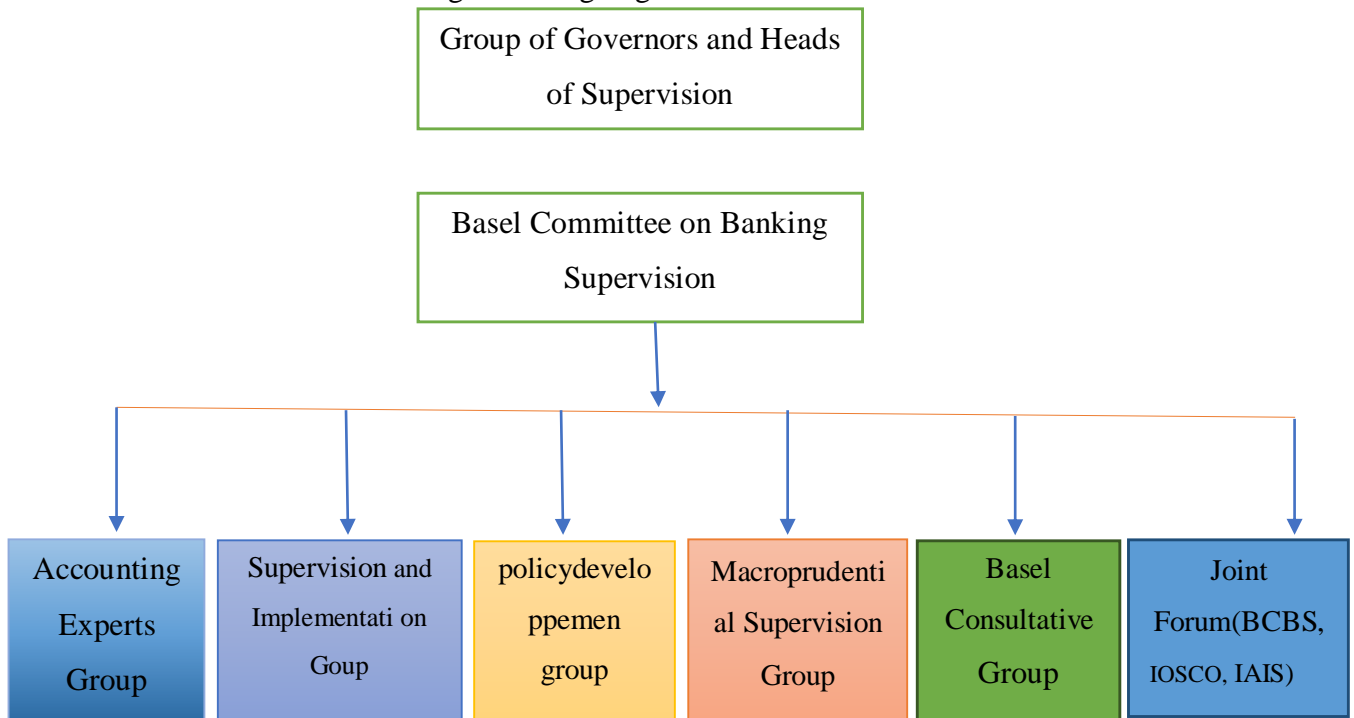 Group of Governors and Heads
of Supervision
Basel Committee on Banking
Supervision
Accounting
Experts
Group
Supervision and
Implementati on
Goup
policydevelo
ppemen
group
Macroprudenti
al Supervision
Group
Basel
Consultative
Group
Joint
Forum(BCBS,
IOSCO, IAIS)